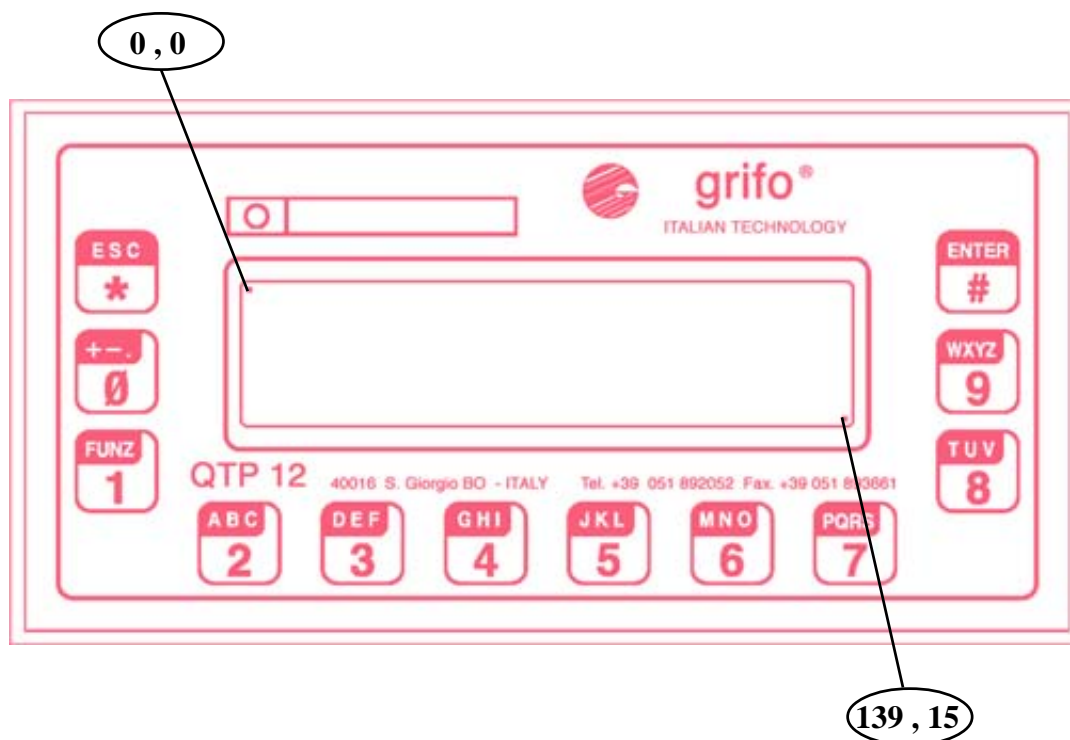 0 , 0
grifo®
ITALIAN TECHNOLOGY
ESC
*
ENTER
#
+-.
0
WXYZ
9
FUNZ
1
TUV
8
QTP 12 40016 S. Giorgio BO - ITALY Tel. +39 051 892052 Fax. +39 051 893661
ABC
2
DEF
3
GHI
4
JKL
5
MNO
6
PQRS
7
139 , 15